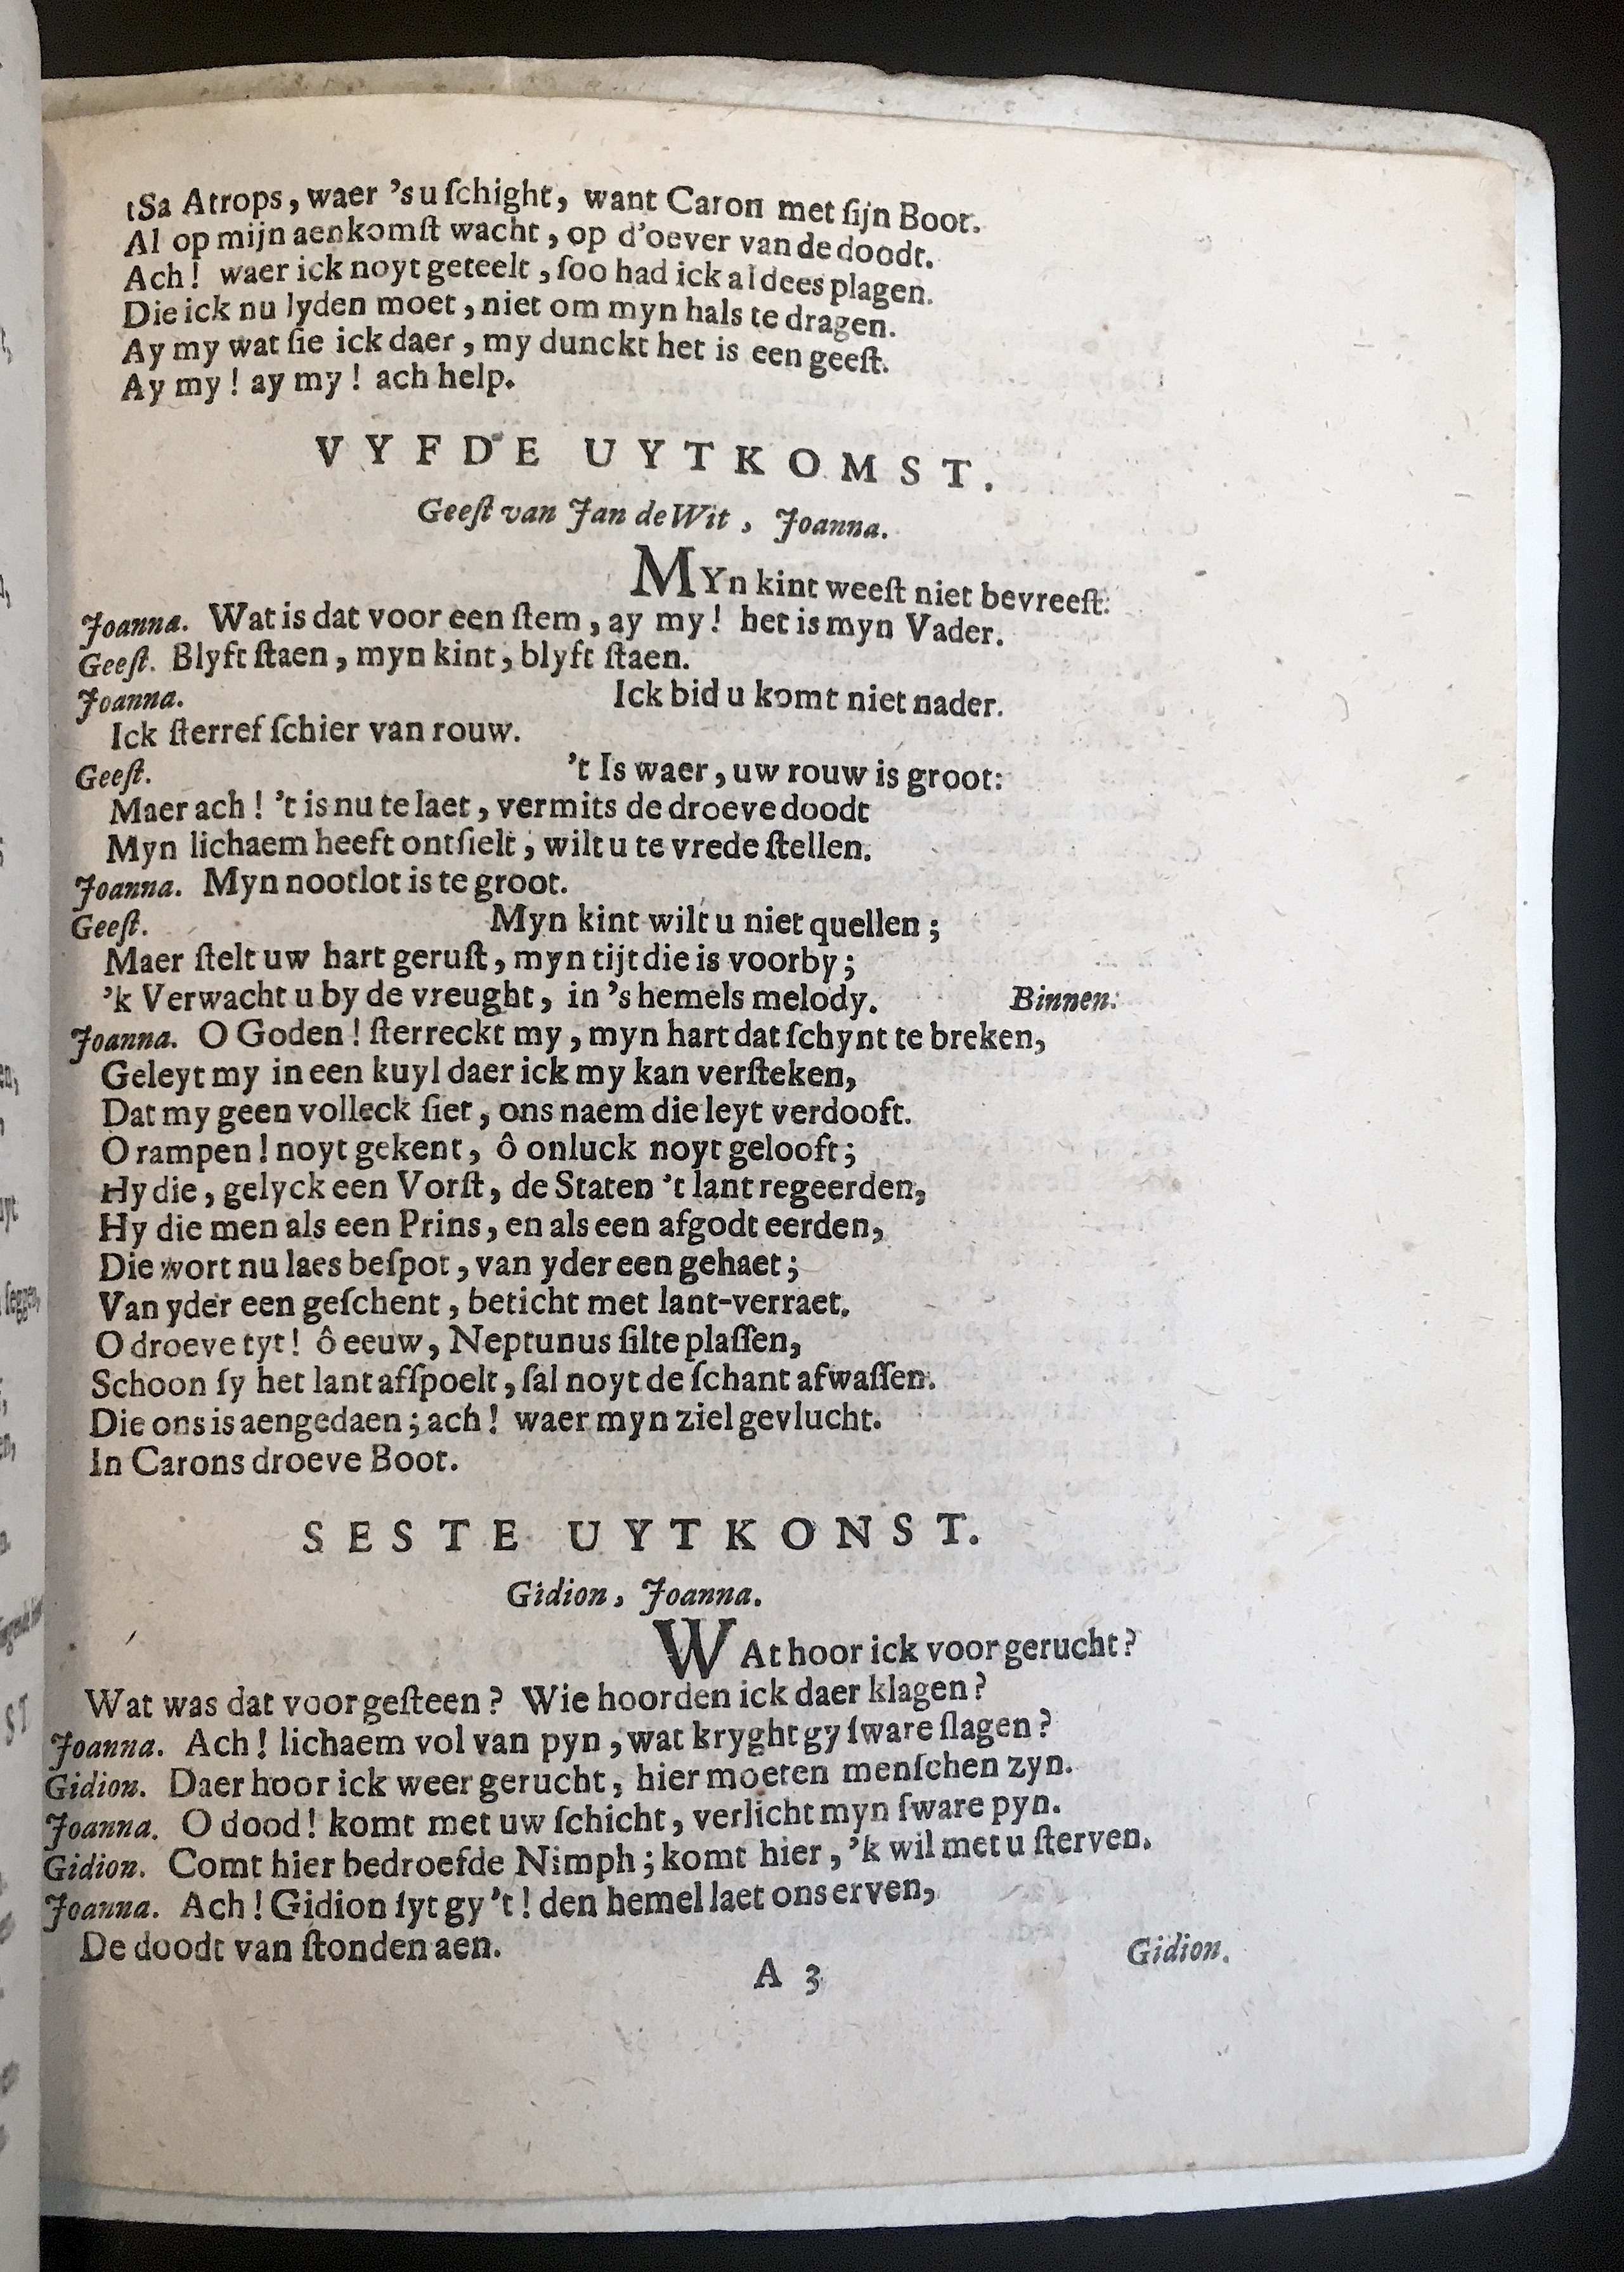 tSa Atrops, waer 's u ſchight, want Caron met ſijn Boot.
Al op mijn aenkomſt wacht, op d'oever van de doodt.
Ach! waer ick noyt geteelt, ſoo had ick al dees plagen.
Die ick nu lyden moet, niet om myn hals te dragen.
Ay my wat ſie ick daer, my dunckt het is een geeſt.
Ay my! ay my! ach help.
VYFDE UYTKOMST.
Geeſt van Jan de Wit, Joanna.
MYn kint weeſt niet bevreeſt:
Joanna. Wat is dat voor een ſtem, ay my! het is myn Vader.
Geeſt. Blyft ſtaen, myn kint, blyft ſtaen.
Joanna. Ick bid u komt niet nader.
Ick ſterref ſchier van rouw.
Geeſt. 't Is waer, uw rouw is groot:
Maer ach! 't is nu te laet, vermits de droeve doodt
Myn lichaem heeft ontſielt, wilt u te vrede ſtellen.
Joanna. Myn nootlot is te groot.
Geeſt. Myn kint wilt u niet quellen;
Maer ſtelt uw hart geruſt, myn tijt die is voorby;
'k Verwacht u by de vreught, in 's hemels melody. Binnen.
Joanna. O Goden! ſterreckt my, myn hart dat ſchynt te breken,
Geleyt my in een kuyl daer ick my kan verſteken,
Dat my geen volleck ſiet, ons naem die leyt verdooft.
O rampen! noyt gekent, ô onluck noyt gelooft;
Hy die, gelyck een Vorſt, de Staten 't lant regeerden,
Hy die men als een Prins, en als een afgodt eerden,
Die wort nu laes beſpot, van yder een gehaet;
Van yder een geſchent, beticht met lant-verraet.
O droeve tyt! ô eeuw, Neptunus ſilte plaſſen,
Schoon ſy het lant afſpoelt, ſal noyt de ſchant afwaſſen.
Die ons is aengedaen; ach! waer myn ziel gevlucht.
In Carons droeve Boot.
SESTE UYTKONST.
Gidion, Joanna.
WAt hoor ick voor gerucht?
Wat was dat voor geſteen? Wie hoorden ick daer klagen?
Joanna. Ach! lichaem vol van pyn, wat kryght gy ſware ſlagen?
Gidion. Daer hoor ick weer gerucht, hier moeten menſchen zyn.
Joanna. O dood! komt met uw ſchicht, verlicht myn ſware pyn.
Gidion. Comt hier bedroefde Nimph; komt hier, 'k wil met u ſterven.
Joanna. Ach! Gidion ſyt gy 't! den hemel laet ons erven,
De doodt van ſtonden aen.
A 3 Gidion.